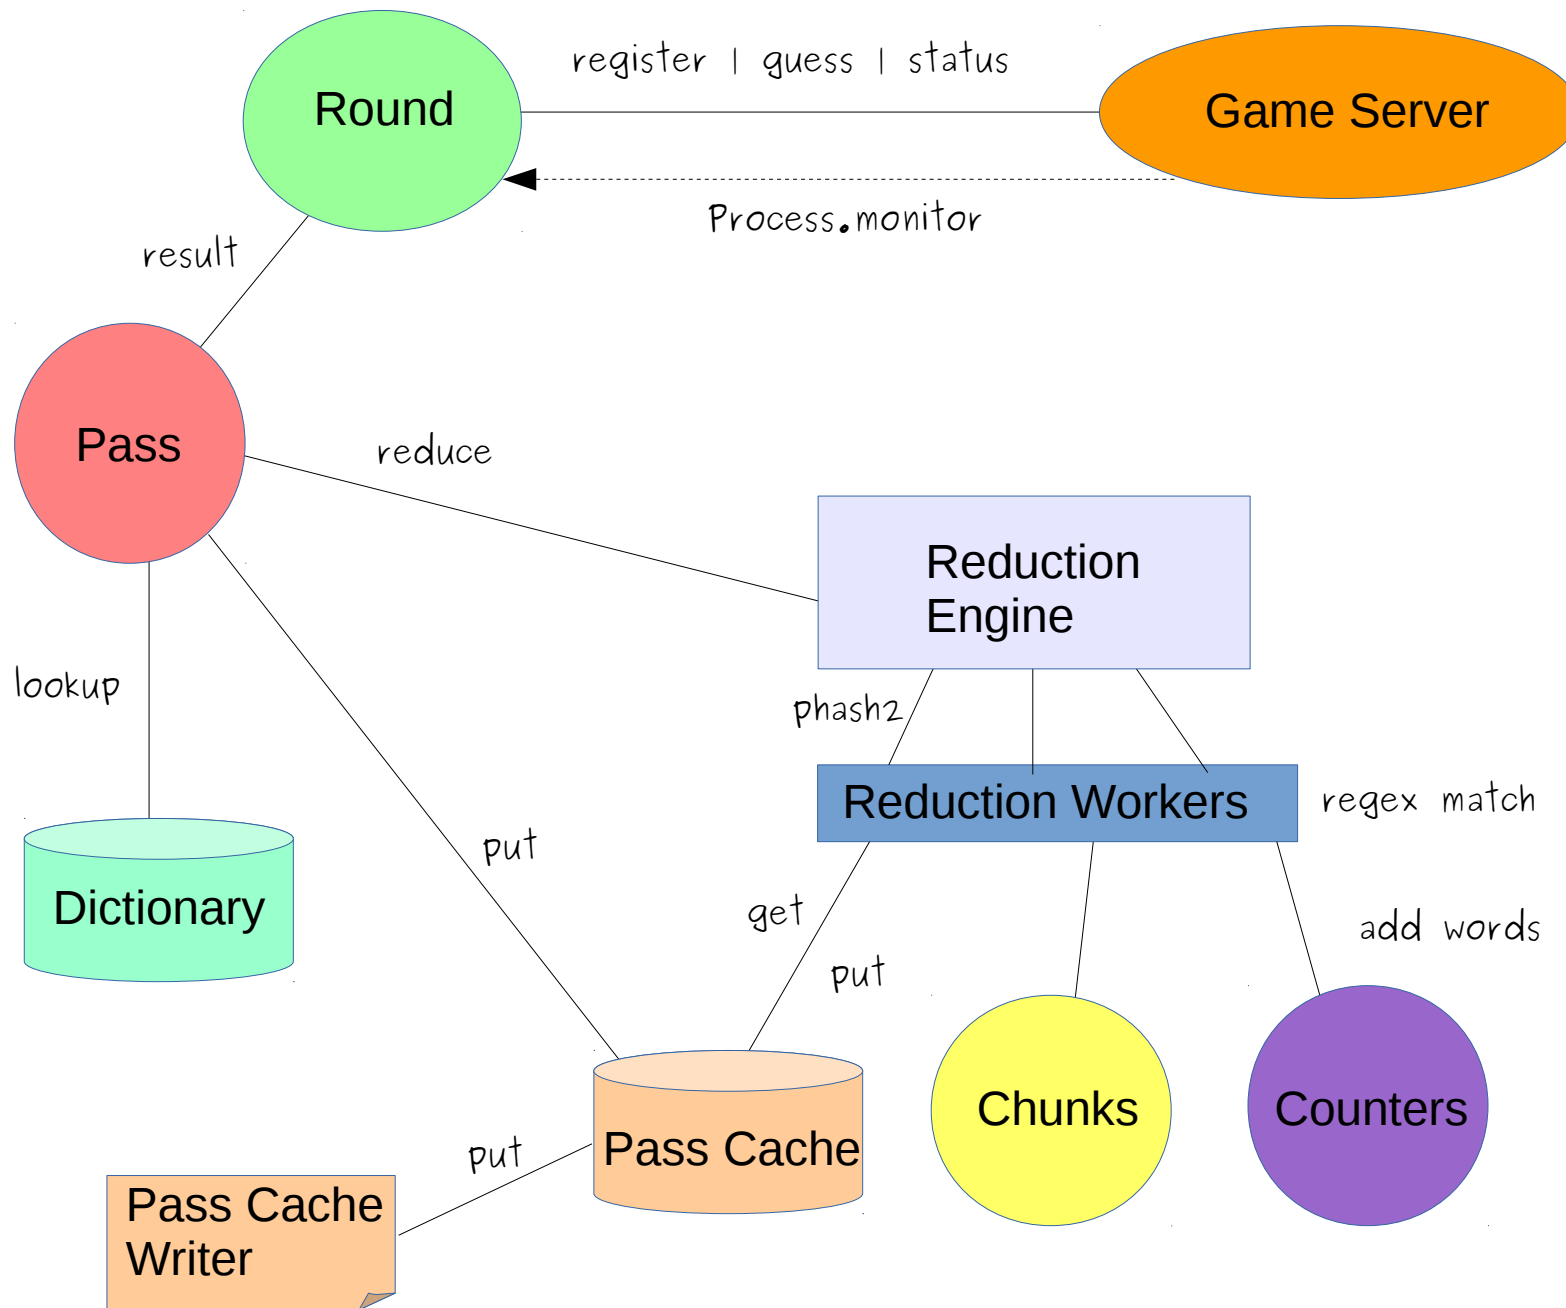 register | guess | status
Round
Game Server
Process.monitor
result
Pass
reduce
Reduction
Engine
lookup
phash2
Reduction Workers
regex match
put
Dictionary
get
add words
put
Chunks
Counters
Pass Cache
put
Pass Cache
Writer